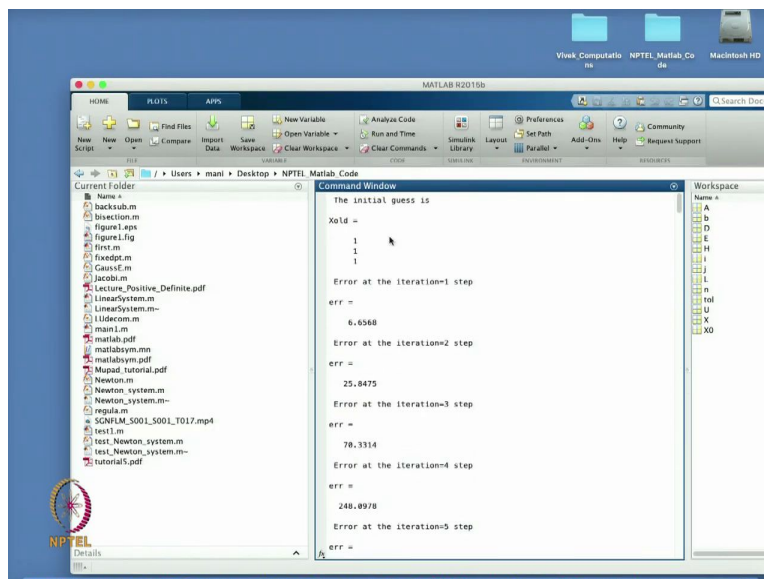 Vivek_Computatio
ns
NPTEL_Matlab_Co
de
Macintosh HD
MATLAB R2015b
HOME
PLOTS
APPS
Search Doc
New
Script
New
Open
Find Files
Compare
Import
Data
Save
Workspace
New Variable
Open Variable
Clear Workspace
Analyze Code
Run and Time
Clear Commands
Simulink
Library
Layout
Preferences
Set Path
Parallel
Add-Ons
Help
Community
Request Support
FILE
VARIABLE
CODE
SIMULINK
ENVIRONMENT
RESOURCES
/ Users mani Desktop NPTEL_Matlab_Code
Current Folder
Name
backsub.m
bisection.m
figure1.eps
figure1.fig
first.m
fixedpt.m
GaussE.m
Jacobi.m
Lecture_Positive_Definite.pdf
LinearSystem.m
LinearSystem.m~
LUdecom.m
main1.m
matlab.pdf
matlabsym.mn
matlabsym.pdf
Mupad_tutorial.pdf
Newton.m
Newton_system.m
Newton_system.m~
regula.m
SGNFLM_S001_S001_T017.mp4
test1.m
test_Newton_system.m
test_Newton_system.m~
tutorial5.pdf
Details
NPTEL
Command Window
The initial guess is
Xold =
1
1
1
Error at the iteration=1 step
err =
6.6568
Error at the iteration=2 step
err =
25.8475
Error at the iteration=3 step
err =
70.3314
Error at the iteration=4 step
err =
248.0978
Error at the iteration=5 step
err =
fx
Workspace
Name
A
b
D
E
H
i
j
L
n
tol
U
X
X0